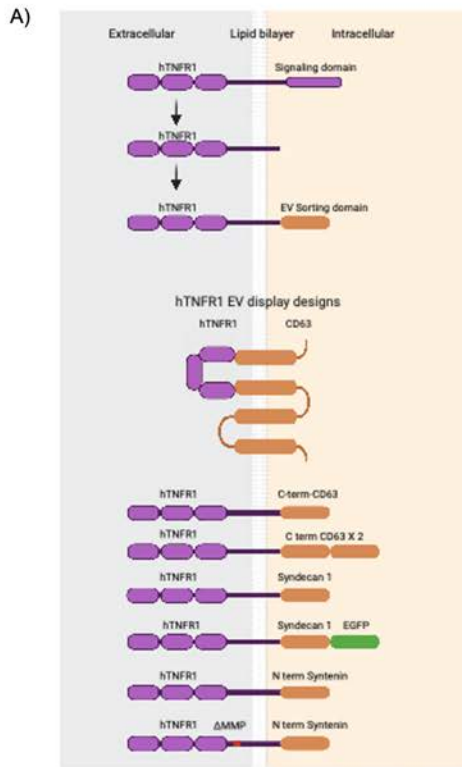 A)
Extracellular Lipid bilayer Intracellular
hTNFR1 Signaling domain
hTNFR1
hTNFR1 EV Sorting domain
hTNFR1 EV display designs
hTNFR1 CD63
hTNFR1 C-term-CD63
hTNFR1 C term CD63 X 2
hTNFR1 Syndecan 1
hTNFR1 Syndecan 1 EGFP
hTNFR1 N term Syntenin
hTNFR1 ΔMMP N term Syntenin